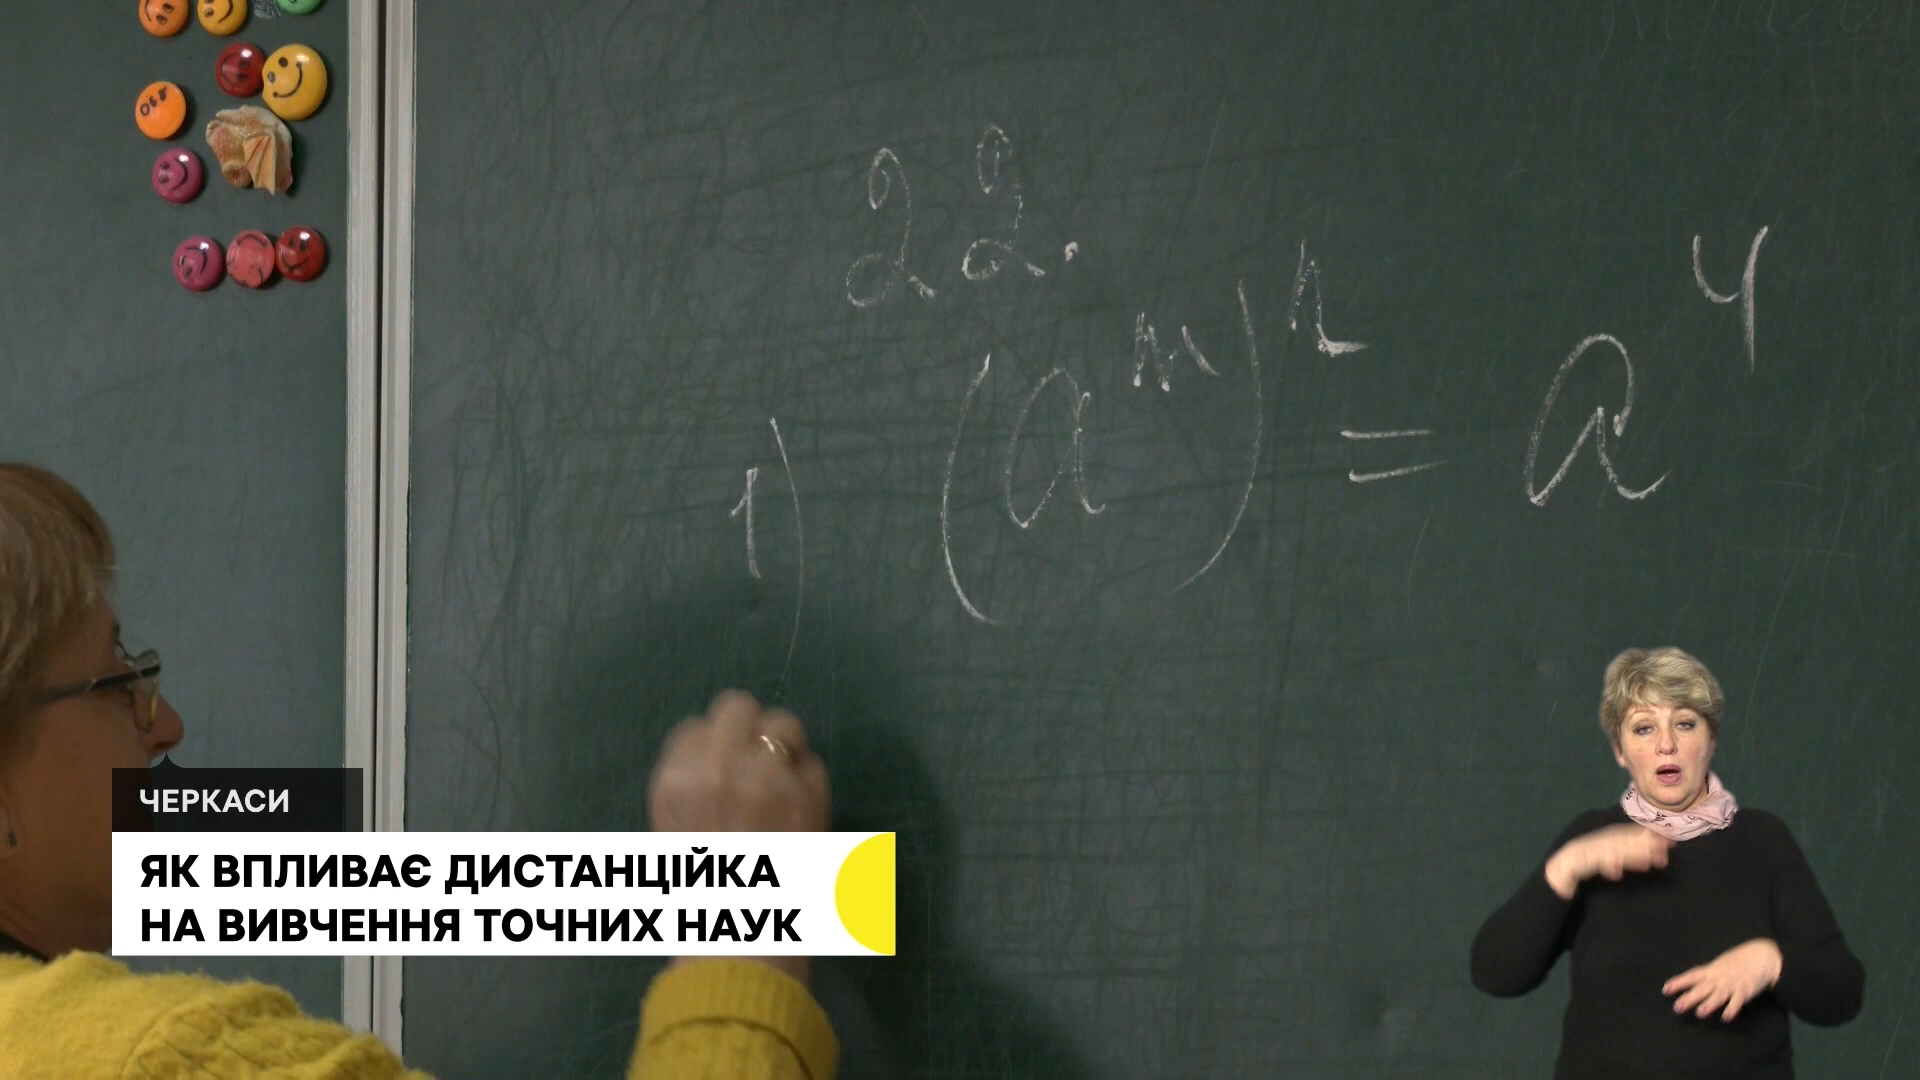 22.
1) (aᵐ)ⁿ = a⁴
ЧЕРКАСИ
ЯК ВПЛИВАЄ ДИСТАНЦІЙКА
НА ВИВЧЕННЯ ТОЧНИХ НАУК